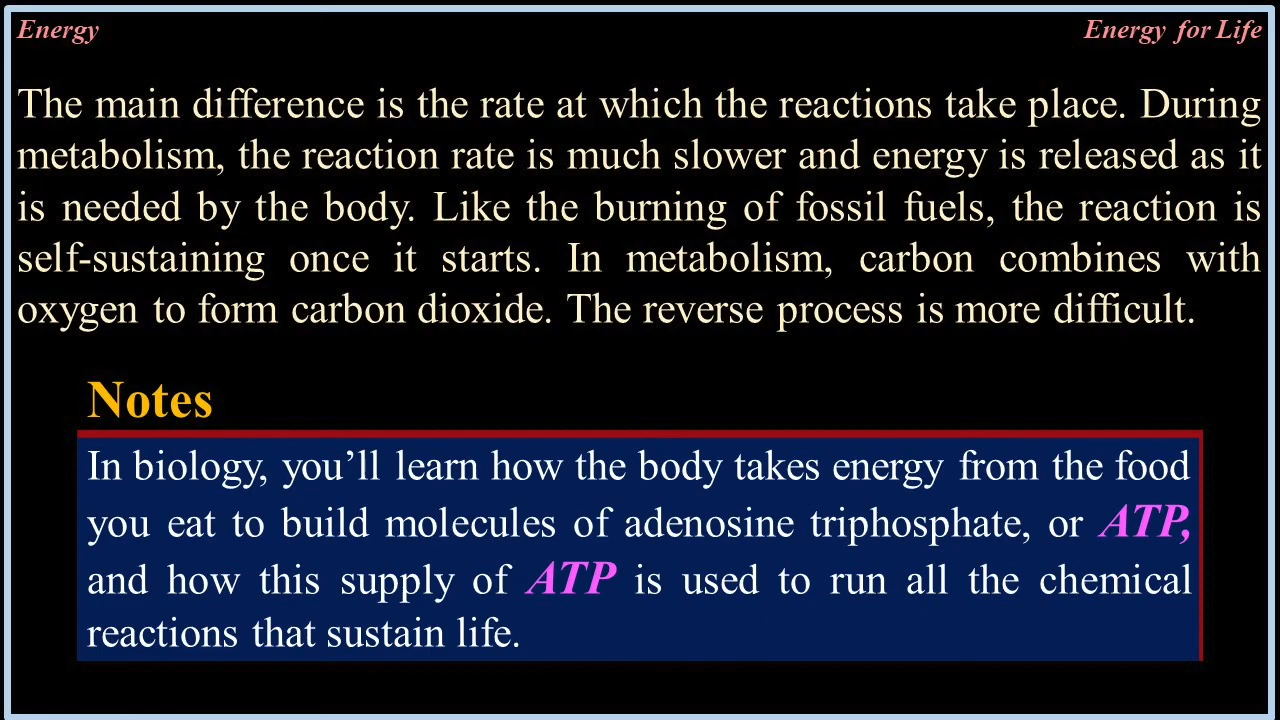 Energy
Energy for Life
The main difference is the rate at which the reactions take place. During
metabolism, the reaction rate is much slower and energy is released as it
is needed by the body. Like the burning of fossil fuels, the reaction is
self-sustaining once it starts. In metabolism, carbon combines with
oxygen to form carbon dioxide. The reverse process is more difficult.
Notes
In biology, you’ll learn how the body takes energy from the food
you eat to build molecules of adenosine triphosphate, or ATP,
and how this supply of ATP is used to run all the chemical
reactions that sustain life.